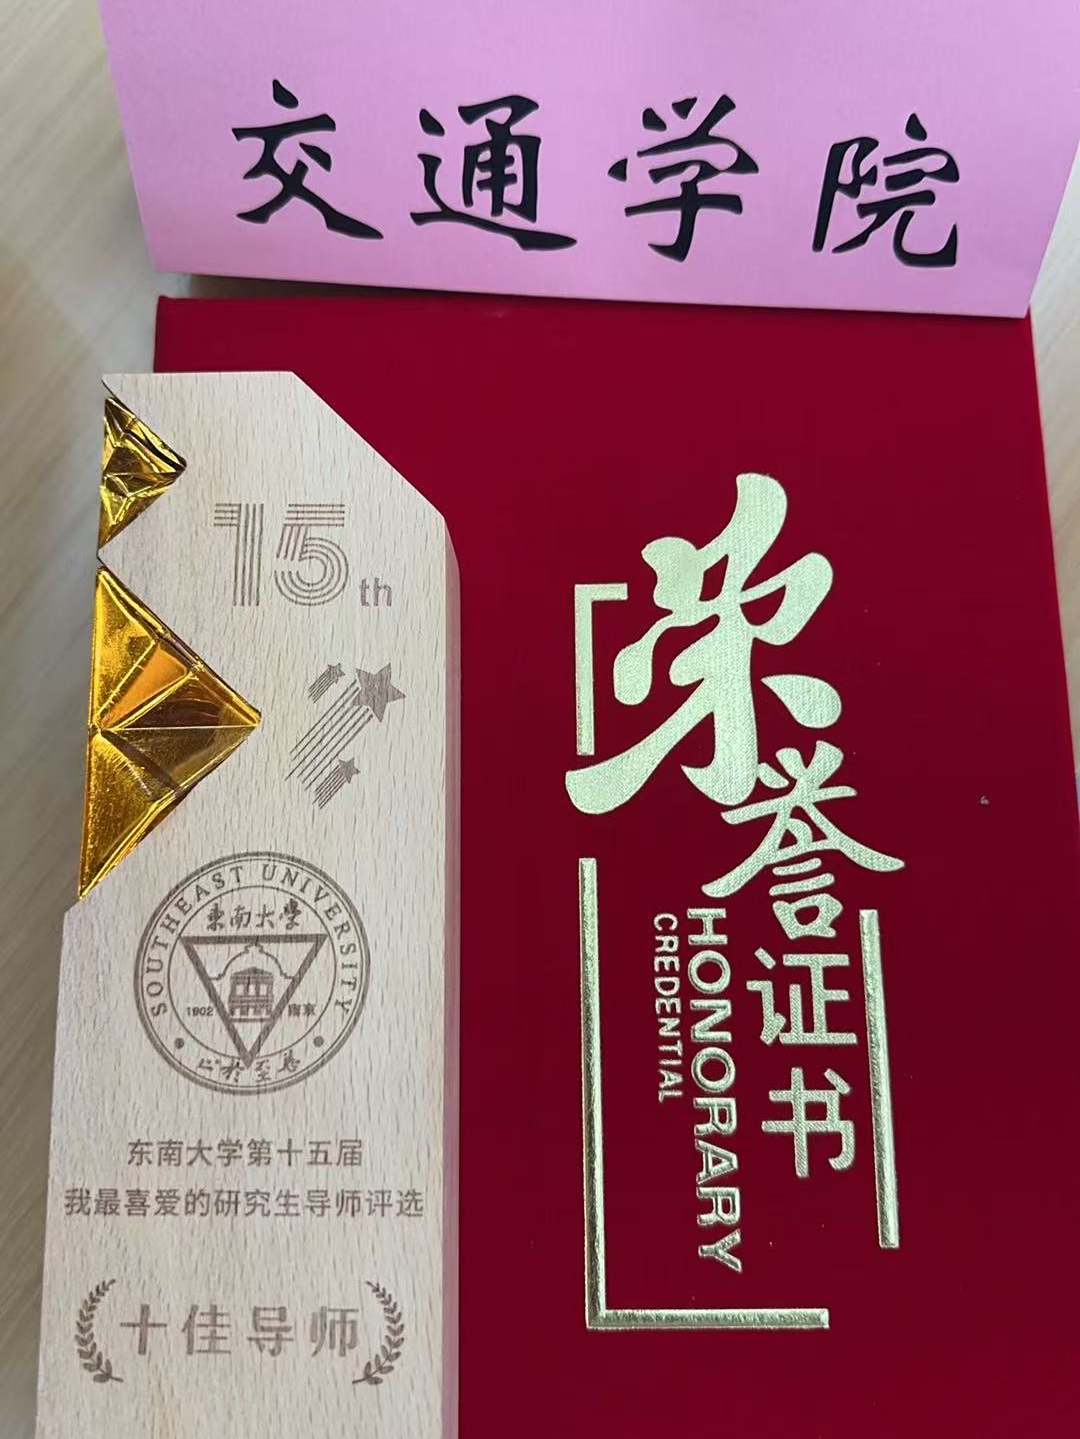 交通学院
15th
SOUTHEAST UNIVERSITY
東南大學
1902 南京
止於至善
东南大学第十五届
我最喜爱的研究生导师评选
十佳导师
荣誉证书
HONORARY
CREDENTIAL